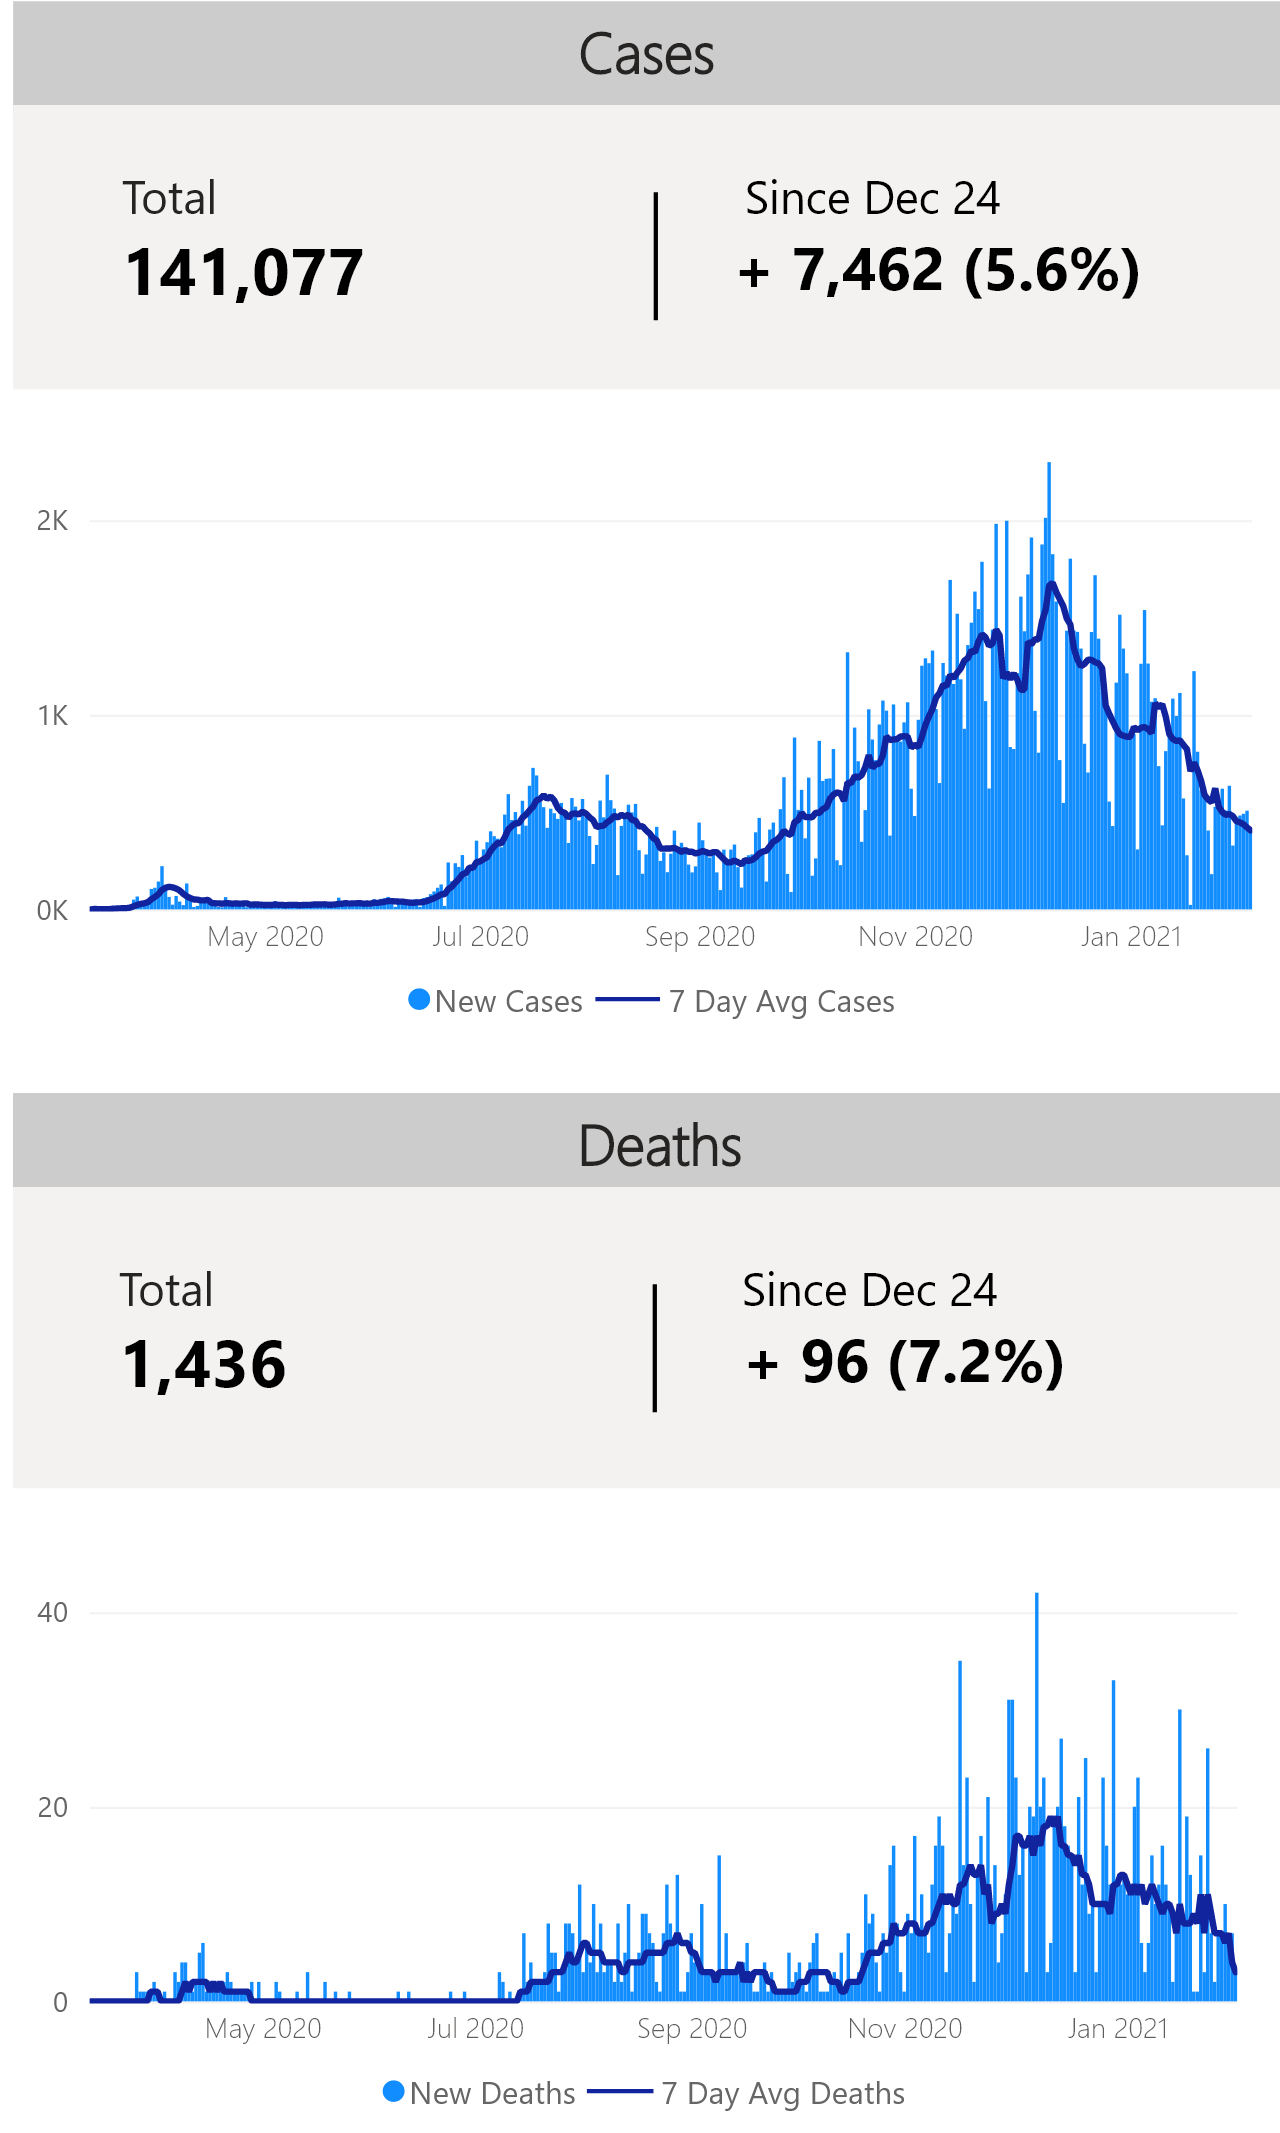 Cases
Total
Since Dec 24
141,077
+ 7,462 (5.6%)
2K
1K
0K
May 2020
Jul 2020
Sep 2020
Nov 2020
Jan 2021
New Cases
7 Day Avg Cases
Deaths
Total
Since Dec 24
1,436
+ 96 (7.2%)
40
20
0
May 2020
Jul 2020
Sep 2020
Nov 2020
Jan 2021
New Deaths
7 Day Avg Deaths